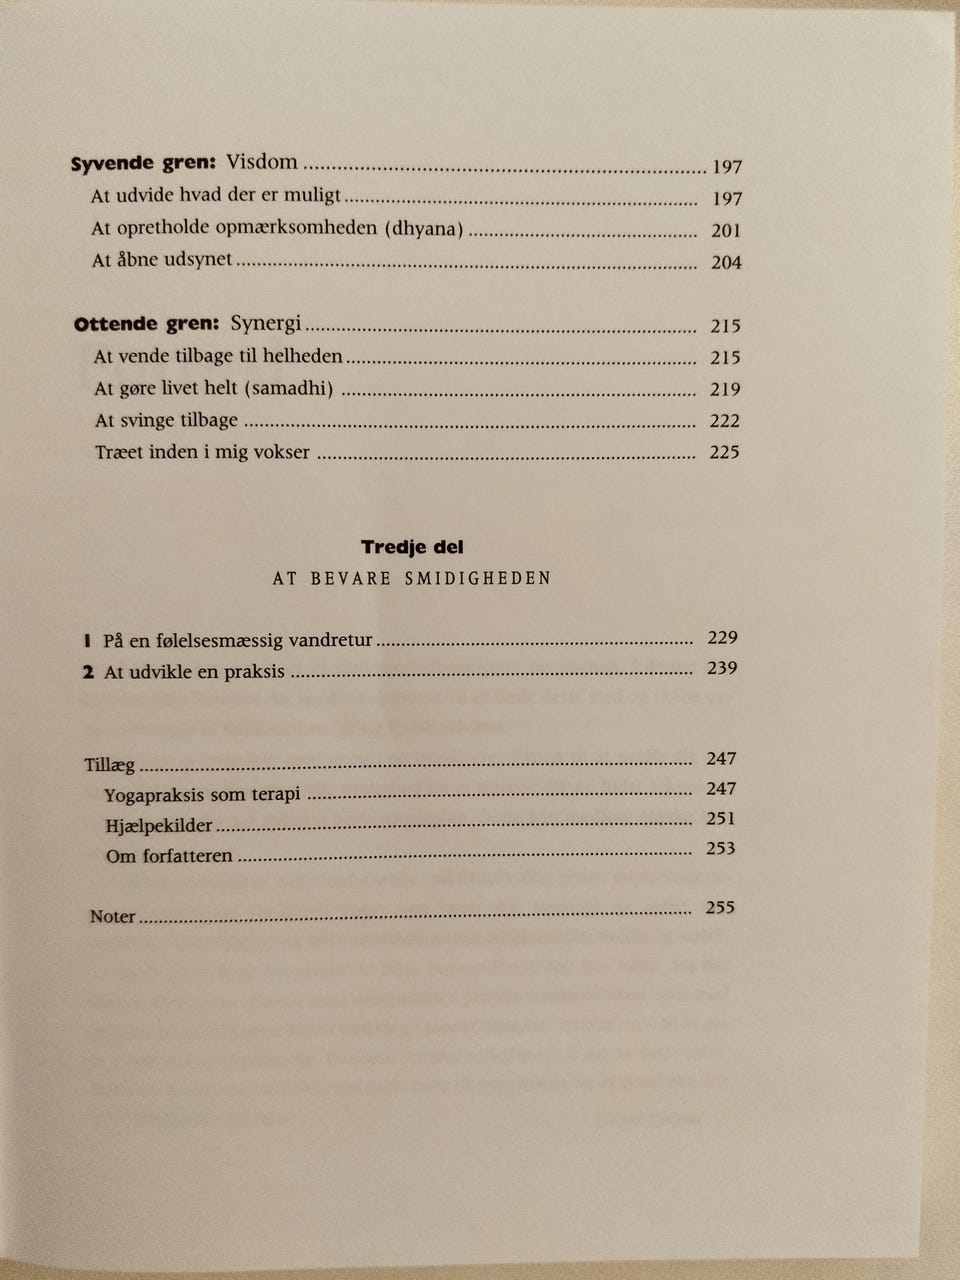 Syvende gren: Visdom ........ 197
At udvide hvad der er muligt ........ 197
At opretholde opmærksomheden (dhyana) ........ 201
At åbne udsynet ........ 204
Ottende gren: Synergi ........ 215
At vende tilbage til helheden ........ 215
At gøre livet helt (samadhi) ........ 219
At svinge tilbage ........ 222
Træet inden i mig vokser ........ 225
Tredje del
AT BEVARE SMIDIGHEDEN
1 På en følelsesmæssig vandretur ........ 229
2 At udvikle en praksis ........ 239
Tillæg ........ 247
Yogapraksis som terapi ........ 247
Hjælpekilder ........ 251
Om forfatteren ........ 253
Noter ........ 255